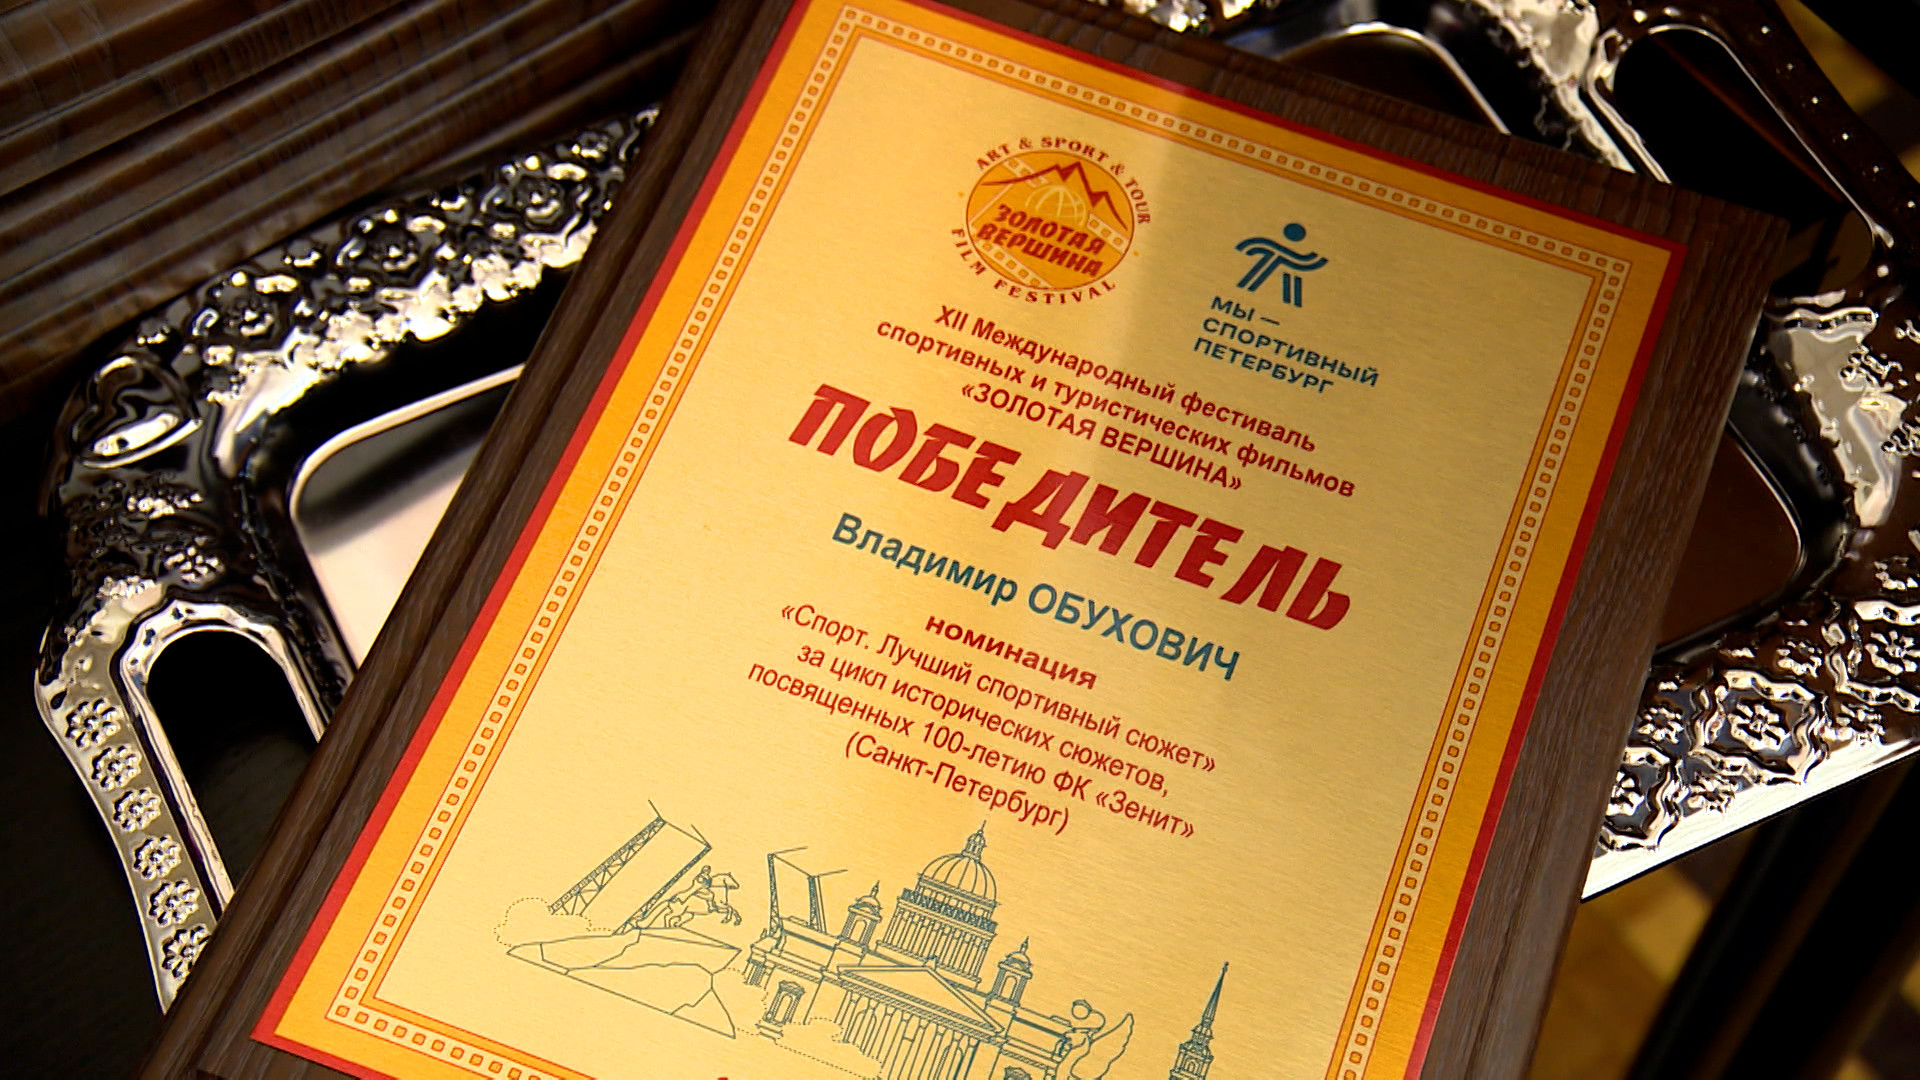 ART & SPORT & TOUR
ЗОЛОТАЯ
ВЕРШИНА
FILM FESTIVAL
МЫ —
СПОРТИВНЫЙ
ПЕТЕРБУРГ
XII Международный фестиваль
спортивных и туристических фильмов
«ЗОЛОТАЯ ВЕРШИНА»
ПОБЕДИТЕЛЬ
Владимир ОБУХОВИЧ
номинация
«Спорт. Лучший спортивный сюжет»
за цикл исторических сюжетов,
посвященных 100-летию ФК «Зенит»
(Санкт-Петербург)